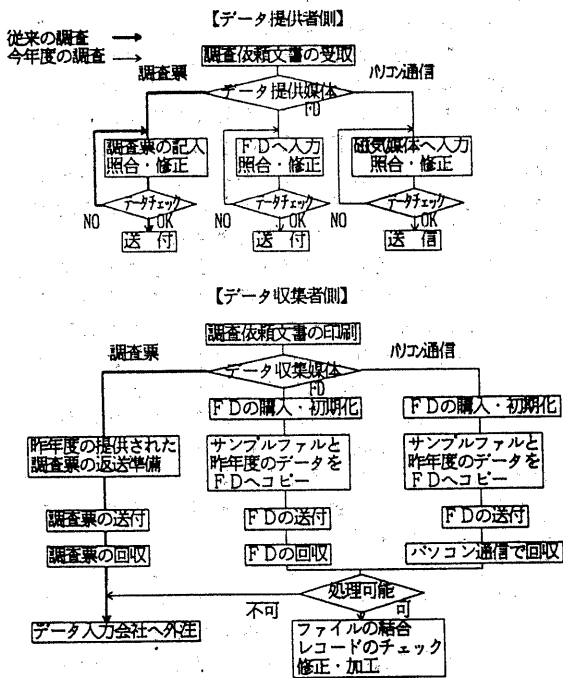 【データ提供者側】
従来の調査
今年度の調査
調査依頼文書の受取
調査票
パソコン通信
データ提供媒体
FD
調査票の記入
照合・修正
FDへ入力
照合・修正
磁気媒体へ入力
照合・修正
データチェック
データチェック
データチェック
NO
OK
NO
OK
NO
OK
送付
送 付
送 信
【データ収集者側】
調査依頼文書の印刷
調査票
パソコン通信
データ収集媒体
FD
FDの購入・初期化
FDの購入・初期化
昨年度の提供された
調査票の返送準備
サンプルファルと
昨年度のデータを
FDへコピー
サンプルファルと
昨年度のデータを
FDへコピー
調査票の送付
FDの送付
FDの送付
調査票の回収
FDの回収
パソコン通信で回収
処理可能
不可
可
データ入力会社へ外注
ファイルの結合
レコードのチェック
修正・加工